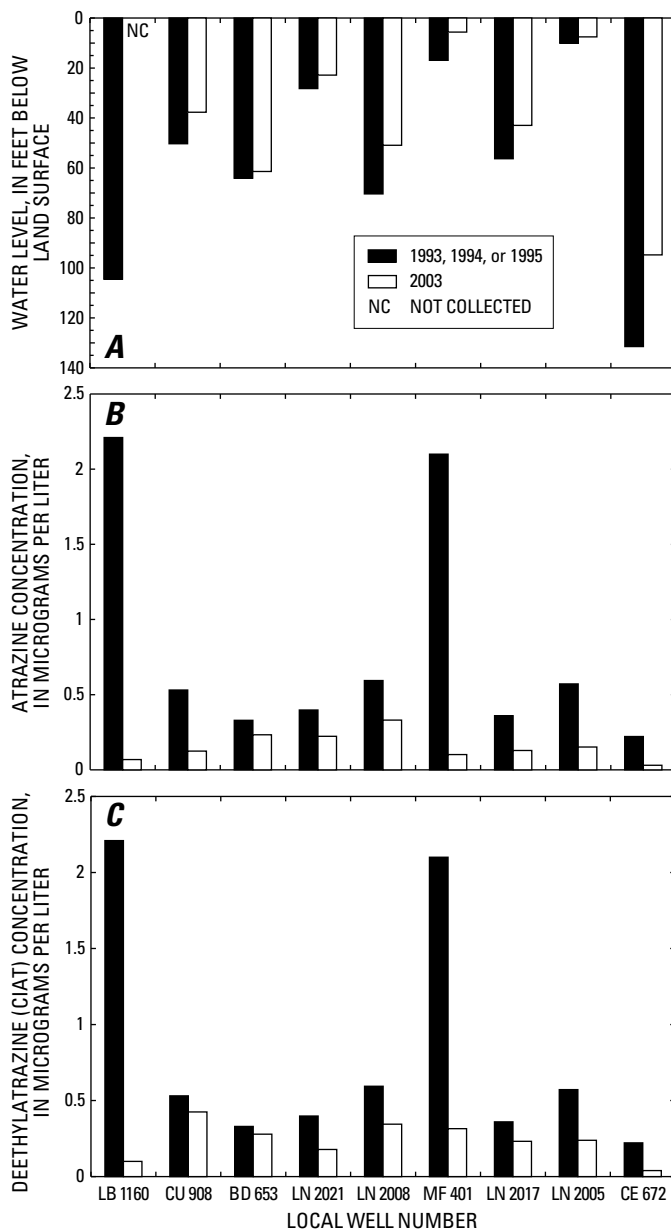 WATER LEVEL, IN FEET BELOW
LAND SURFACE
0
20
40
60
80
100
120
140
NC
1993, 1994, or 1995
2003
NC NOT COLLECTED
A
ATRAZINE CONCENTRATION,
IN MICROGRAMS PER LITER
2.5
2
1.5
1
0.5
0
B
DEETHYLATRAZINE (CIAT) CONCENTRATION,
IN MICROGRAMS PER LITER
2.5
2
1.5
1
0.5
0
C
LB 1160 CU 908 BD 653 LN 2021 LN 2008 MF 401 LN 2017 LN 2005 CE 672
LOCAL WELL NUMBER